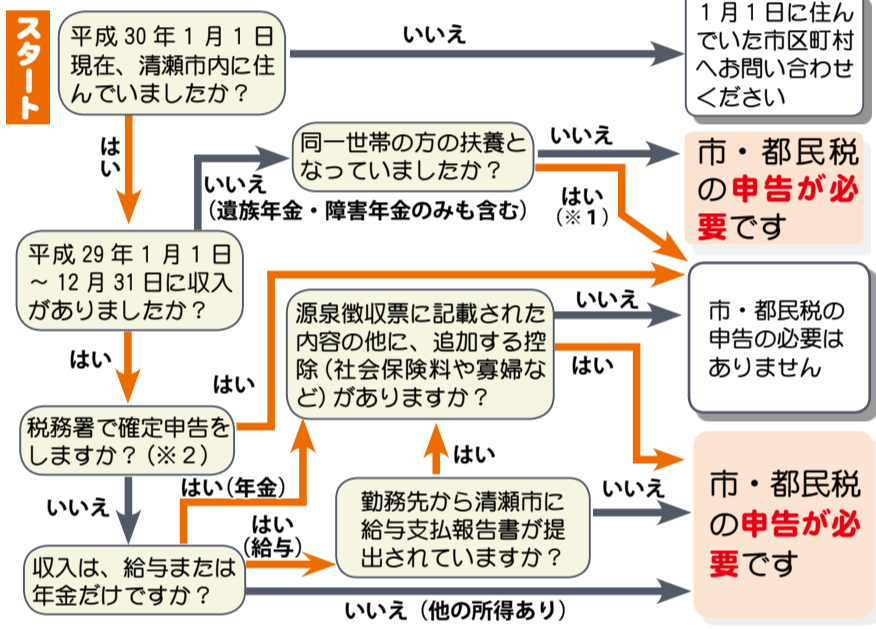 スタート
平成30年1月1日
現在、清瀬市内に住
んでいましたか？
いいえ
1月1日に住ん
でいた市区町村
へお問い合わせ
ください
はい
同一世帯の方の扶養と
なっていましたか？
いいえ
いいえ
（遺族年金・障害年金のみも含む）
はい
（※1）
市・都民税
の申告が必
要です
平成29年1月1日
～12月31日に収入
がありましたか？
源泉徴収票に記載された
内容の他に、追加する控
除（社会保険料や寡婦な
ど）がありますか？
いいえ
はい
市・都民税の
申告の必要は
ありません
はい
はい
税務署で確定申告を
しますか？（※2）
いいえ
はい（年金）
はい
（給与）
はい
勤務先から清瀬市に
給与支払報告書が提
出されていますか？
いいえ
市・都民税
の申告が必
要です
収入は、給与または
年金だけですか？
いいえ（他の所得あり）